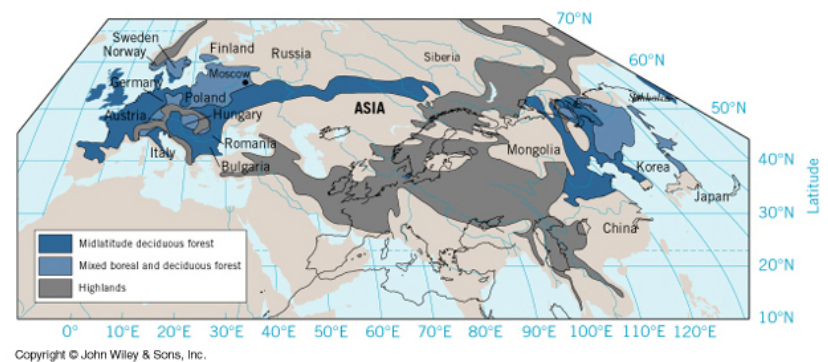 70°N
Sweden
Norway
Finland
Russia
Siberia
60°N
Germany
Moscow
Poland
ASIA
50°N
Austria
Hungary
Romania
Mongolia
Italy
Bulgaria
Korea
40°N
Japan
Latitude
China
30°N
20°N
10°N
Midlatitude deciduous forest
Mixed boreal and deciduous forest
Highlands
0° 10°E 20°E 30°E 40°E 50°E 60°E 70°E 80°E 90°E 100°E 110°E 120°E
Copyright © John Wiley & Sons, Inc.